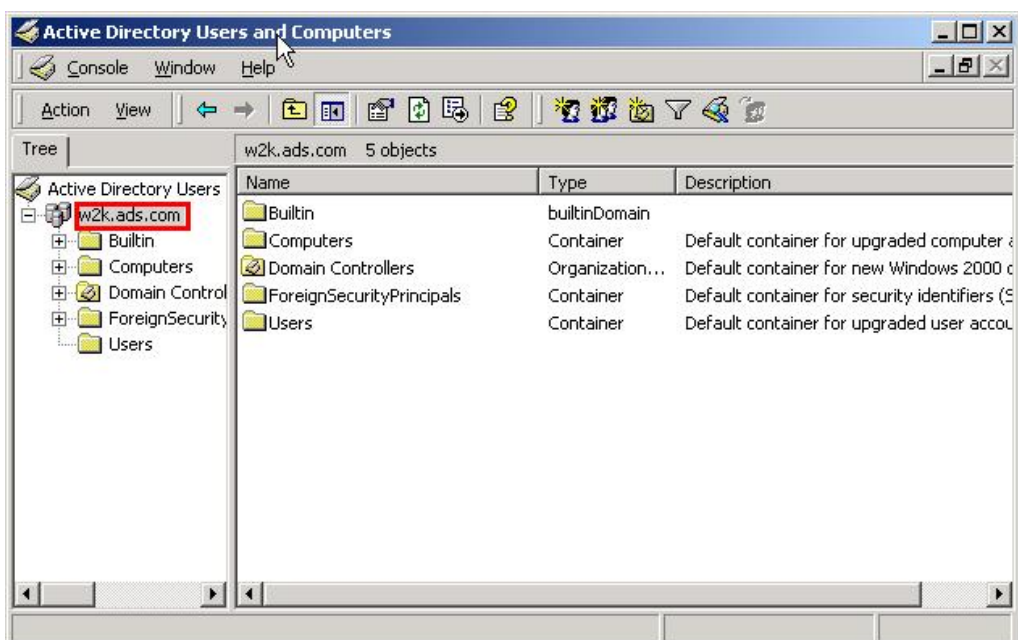 Active Directory Users and Computers
Console Window Help
Action View
Tree
w2k.ads.com 5 objects
Active Directory Users
w2k.ads.com
Builtin
Computers
Domain Control
ForeignSecurity
Users
Name Type Description
Builtin builtinDomain
Computers Container Default container for upgraded computer
Domain Controllers Organization... Default container for new Windows 2000
ForeignSecurityPrincipals Container Default container for security identifiers (S
Users Container Default container for upgraded user accou